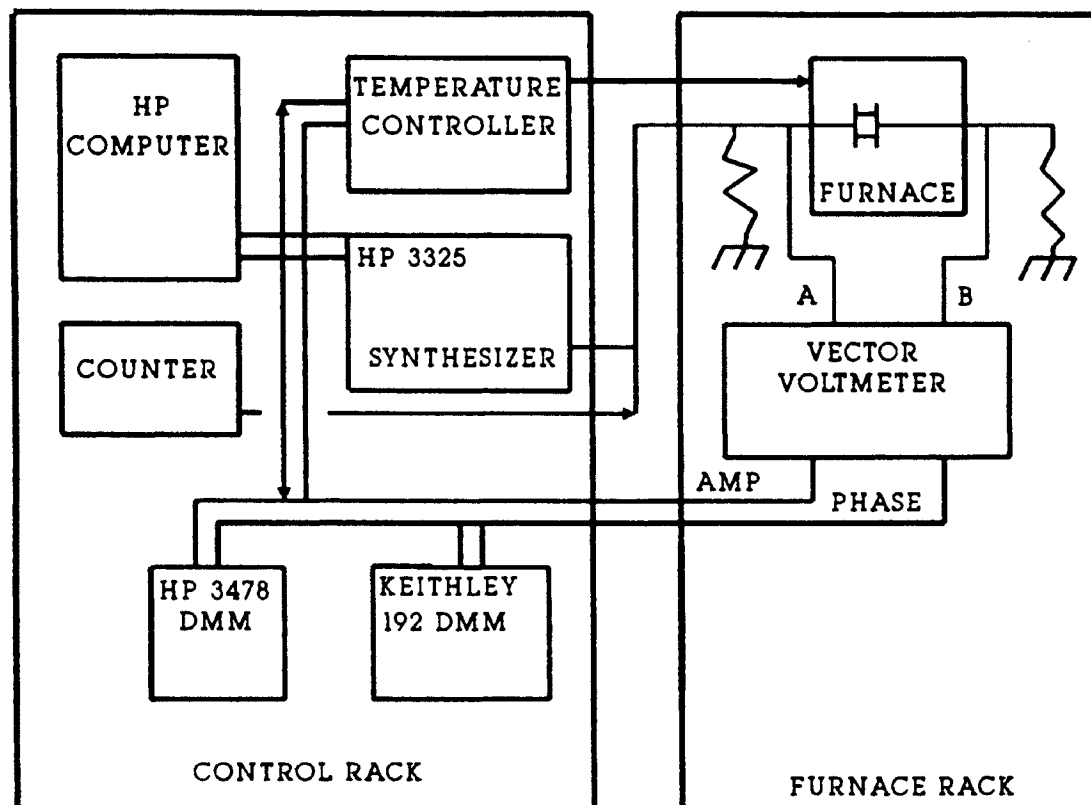 HP
COMPUTER
TEMPERATURE
CONTROLLER
FURNACE
HP 3325
SYNTHESIZER
COUNTER
A
B
VECTOR
VOLTMETER
AMP
PHASE
HP 3478
DMM
KEITHLEY
192 DMM
CONTROL RACK
FURNACE RACK